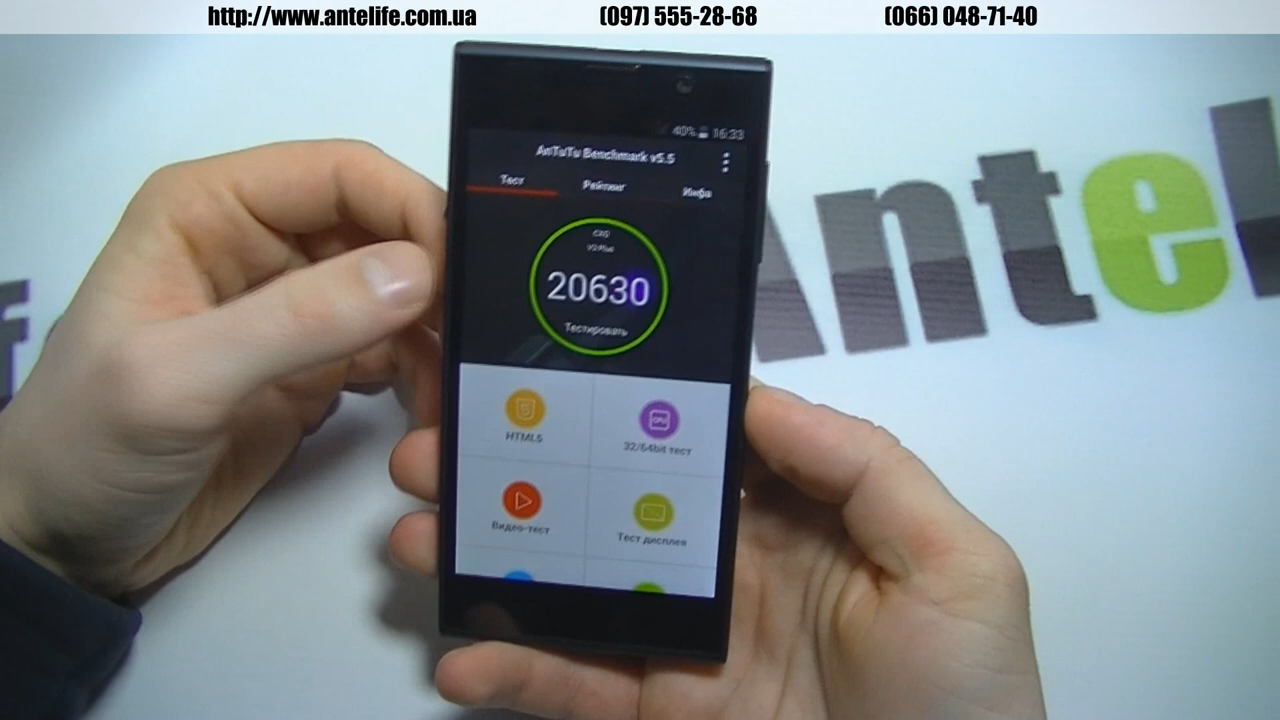 http://www.antelife.com.ua (097) 555-28-68 (066) 048-71-40
40% 16:33
AnTuTu Benchmark v5.5
Тест Рейтинг Инфа
20630
Тестировать
HTML5 32/64bit тест
Видео-тест Тест дисплея
Antel
f